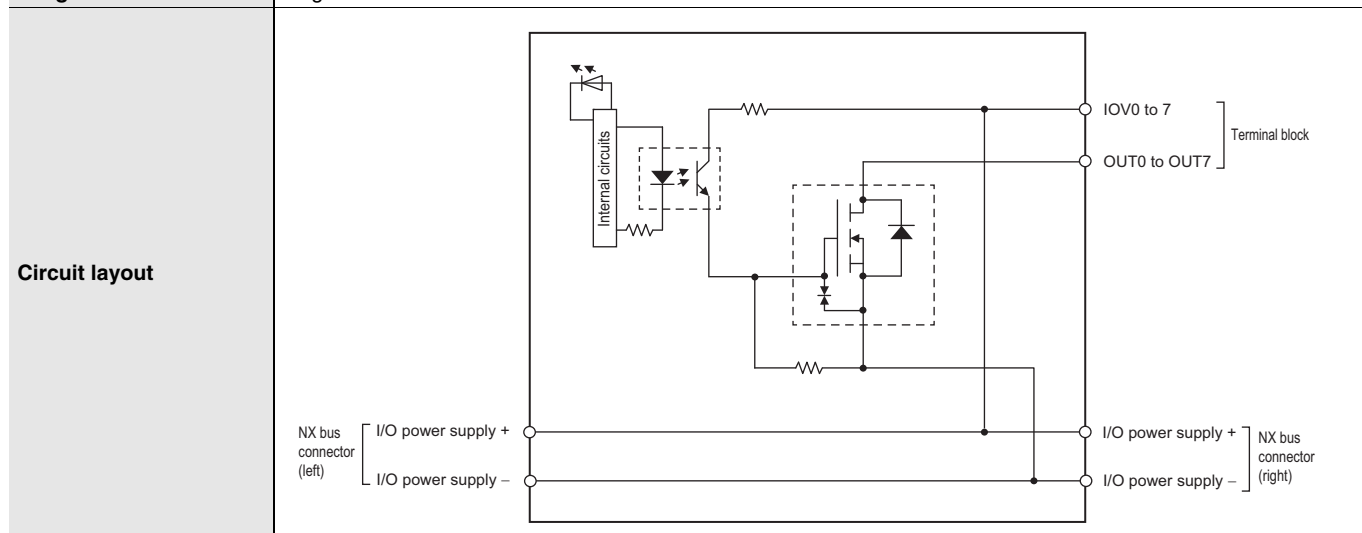 Circuit layout
Internal circuits
IOV0 to 7
Terminal block
OUT0 to OUT7
NX bus
connector
(left)
I/O power supply +
I/O power supply –
I/O power supply +
I/O power supply –
NX bus
connector
(right)